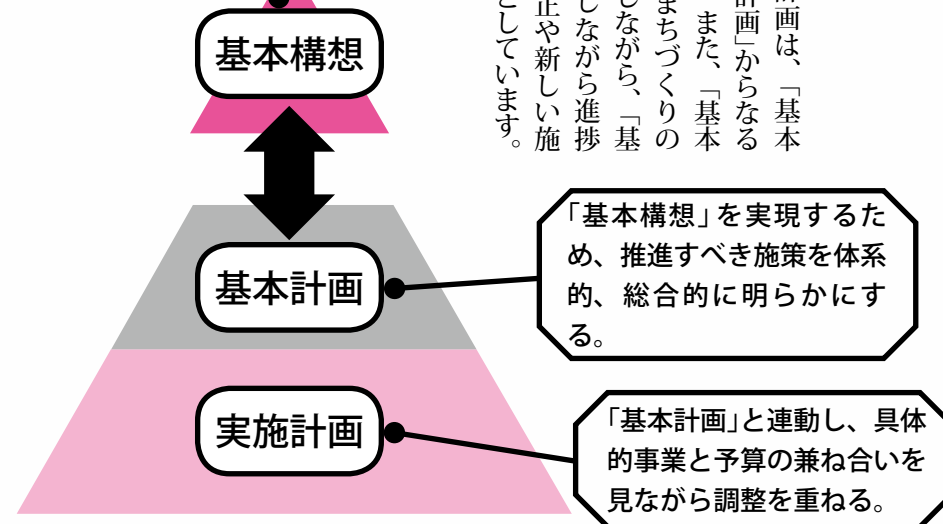 計画は、「基本
計画」からなる
また、「基本
まちづくりの
しながら、「基
しながら進捗
正や新しい施
としています。
基本構想
基本計画
「基本構想」を実現するた
め、推進すべき施策を体系
的、総合的に明らかにす
る。
実施計画
「基本計画」と連動し、具体
的事業と予算の兼ね合いを
見ながら調整を重ねる。